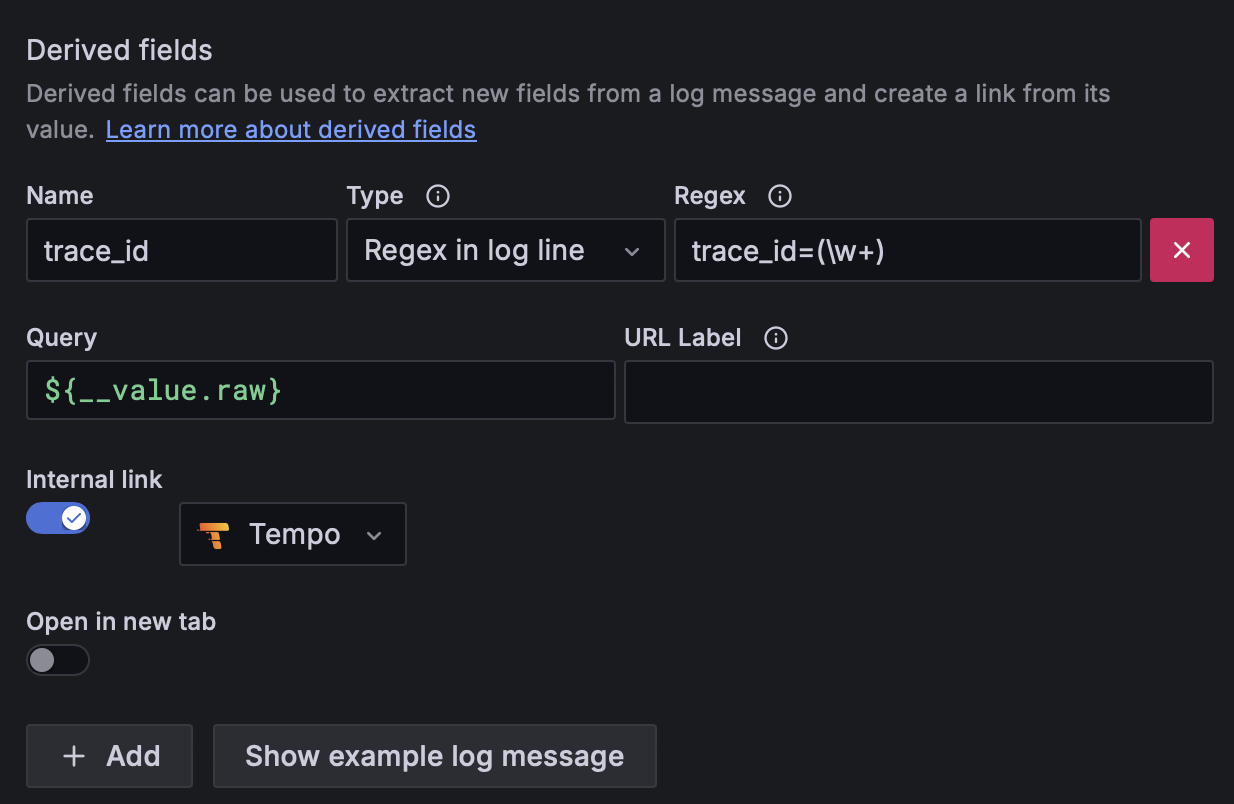 Derived fields
Derived fields can be used to extract new fields from a log message and create a link from its
value. Learn more about derived fields
Name Type Regex
trace_id Regex in log line trace_id=(\w+)
Query URL Label
${__value.raw}
Internal link
Tempo
Open in new tab
Add Show example log message